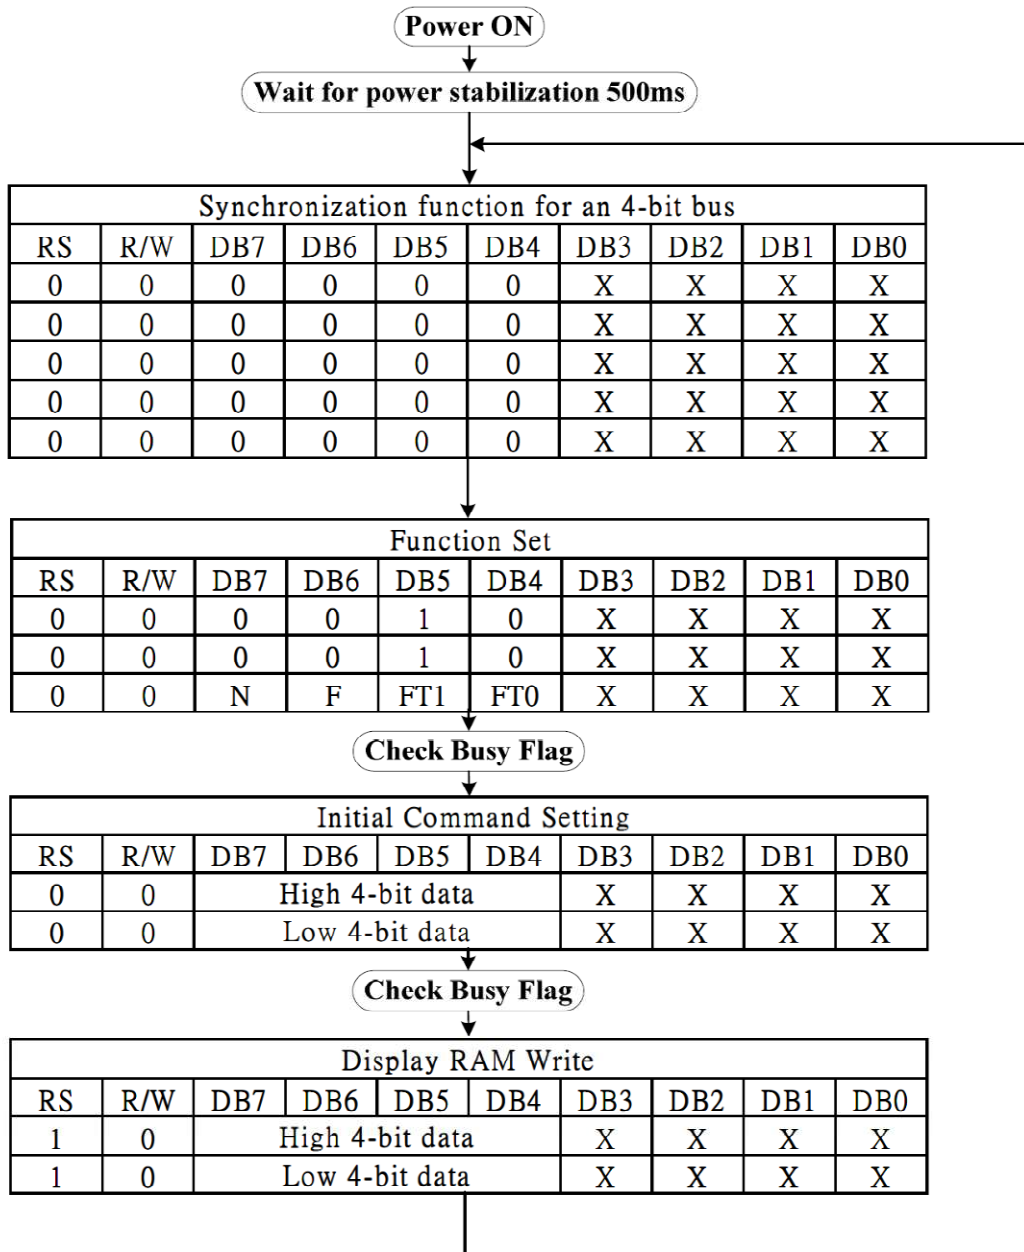 Power ON
Wait for power stabilization 500ms
Synchronization function for an 4-bit bus
RS R/W DB7 DB6 DB5 DB4 DB3 DB2 DB1 DB0
0 0 0 0 0 0 X X X X
0 0 0 0 0 0 X X X X
0 0 0 0 0 0 X X X X
0 0 0 0 0 0 X X X X
0 0 0 0 0 0 X X X X
Function Set
RS R/W DB7 DB6 DB5 DB4 DB3 DB2 DB1 DB0
0 0 0 0 1 0 X X X X
0 0 0 0 1 0 X X X X
0 0 N F FT1 FT0 X X X X
Check Busy Flag
Initial Command Setting
RS R/W DB7 DB6 DB5 DB4 DB3 DB2 DB1 DB0
0 0 High 4-bit data X X X X
0 0 Low 4-bit data X X X X
Check Busy Flag
Display RAM Write
RS R/W DB7 DB6 DB5 DB4 DB3 DB2 DB1 DB0
1 0 High 4-bit data X X X X
1 0 Low 4-bit data X X X X